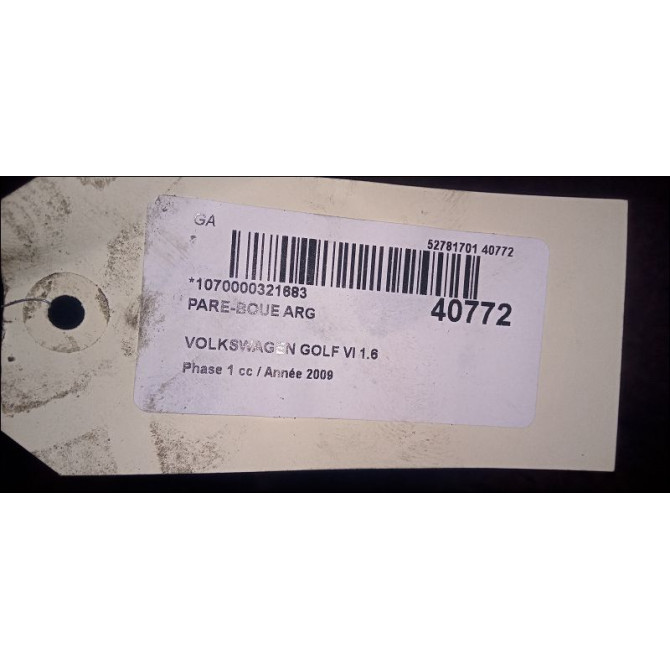 GA
52781701 40772
*1070000321683
40772
PARE-BOUE ARG
VOLKSWAGEN GOLF VI 1.6
Phase 1 cc / Année 2009